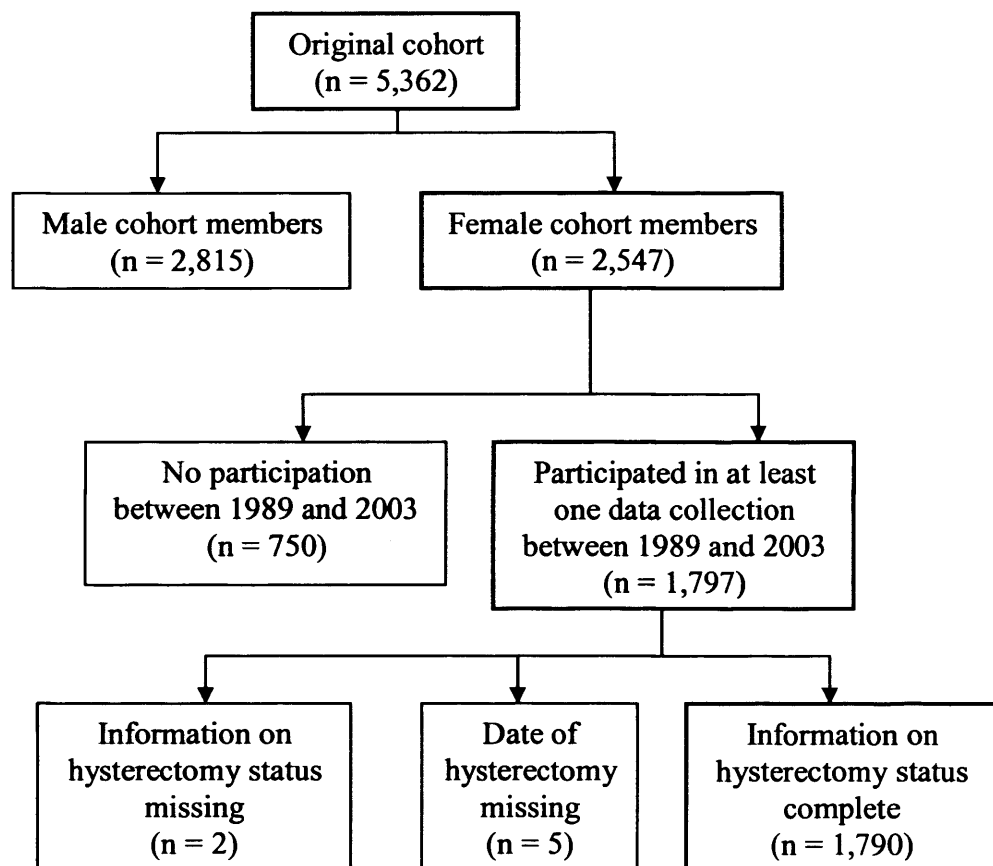 Original cohort
(n = 5,362)
Male cohort members
(n = 2,815)
Female cohort members
(n = 2,547)
No participation
between 1989 and 2003
(n = 750)
Participated in at least
one data collection
between 1989 and 2003
(n = 1,797)
Information on
hysterectomy status
missing
(n = 2)
Date of
hysterectomy
missing
(n = 5)
Information on
hysterectomy status
complete
(n = 1,790)